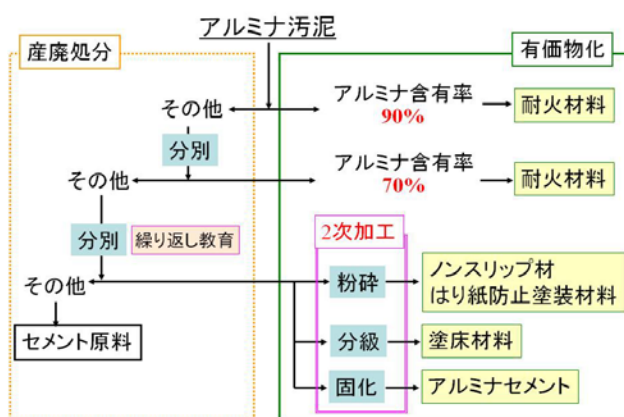 アルミナ汚泥
産廃処分
有価物化
その他
アルミナ含有率
90%
耐火材料
分別
その他
アルミナ含有率
70%
耐火材料
分別
繰り返し教育
2次加工
その他
粉砕
ノンスリップ材
はり紙防止塗装材料
セメント原料
分級
塗床材料
固化
アルミナセメント